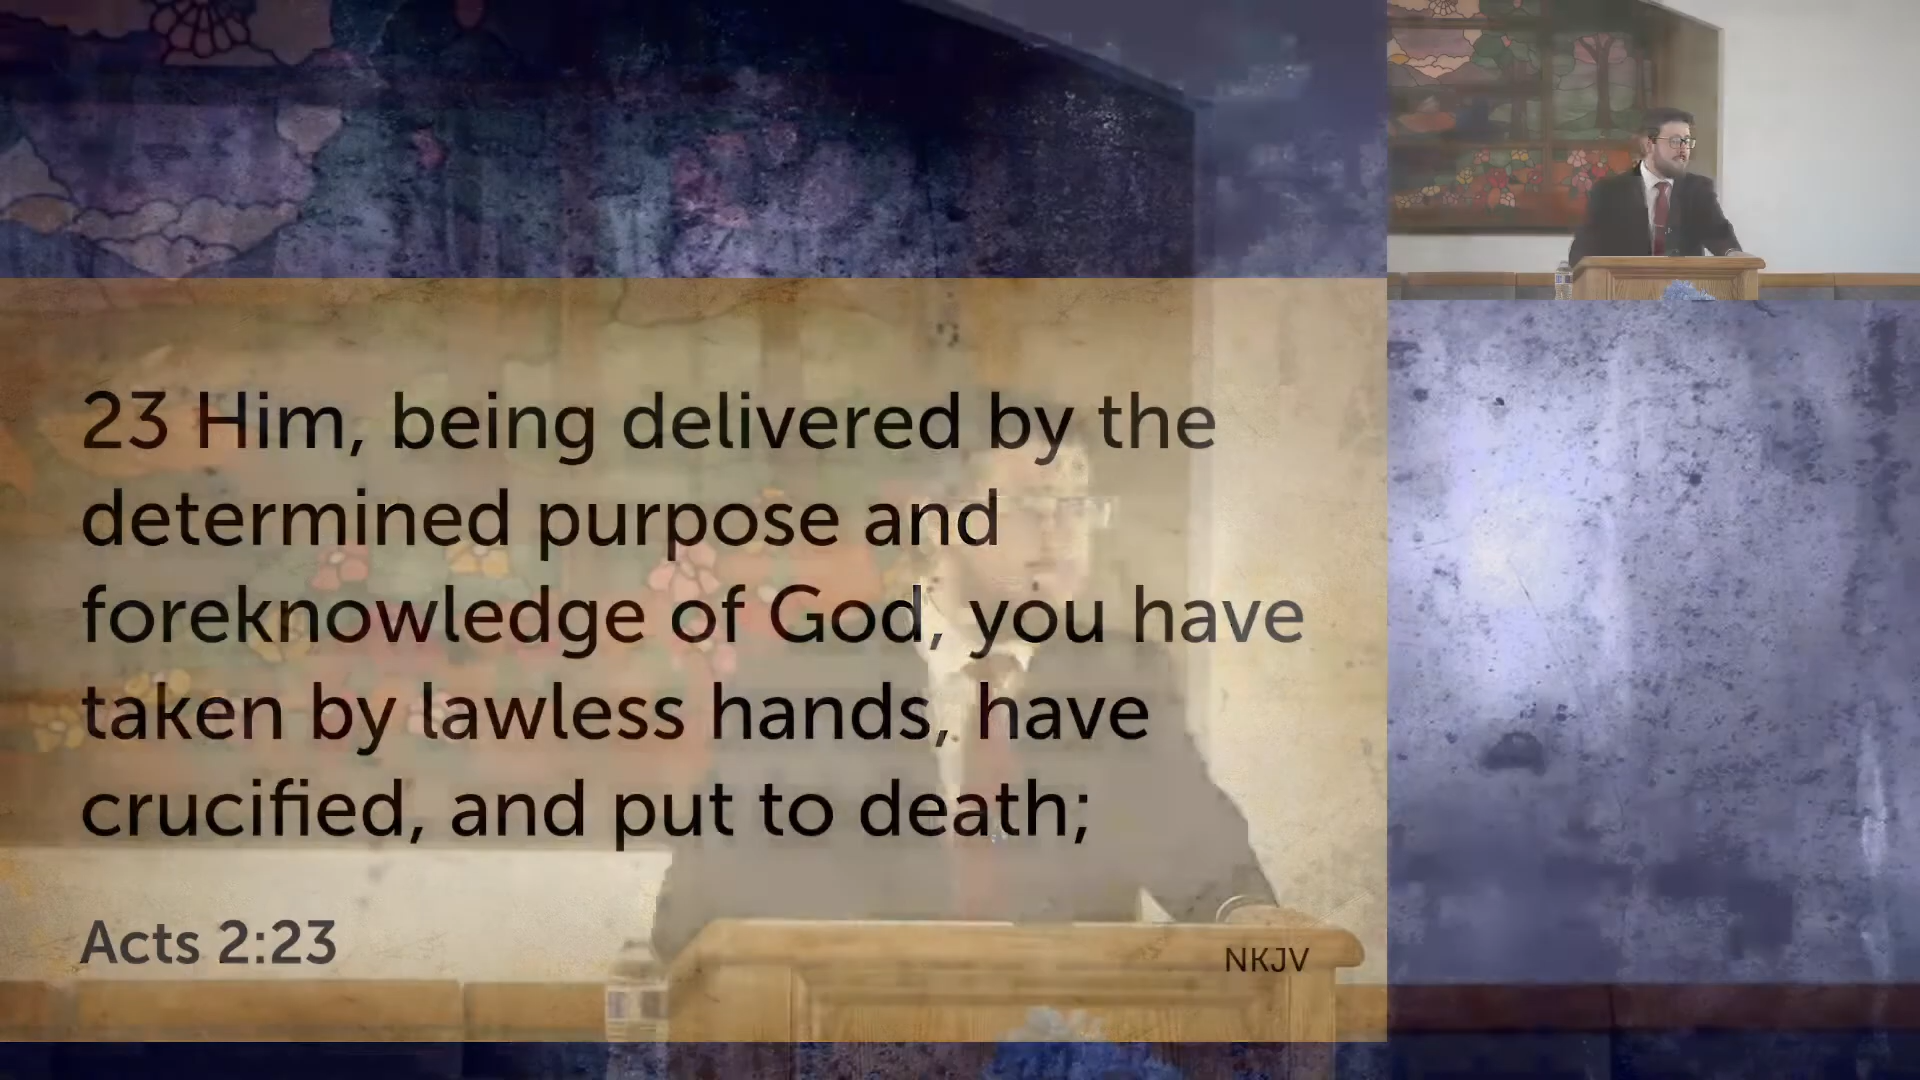 23 Him, being delivered by the
determined purpose and
foreknowledge of God, you have
taken by lawless hands, have
crucified, and put to death;
Acts 2:23
NKJV